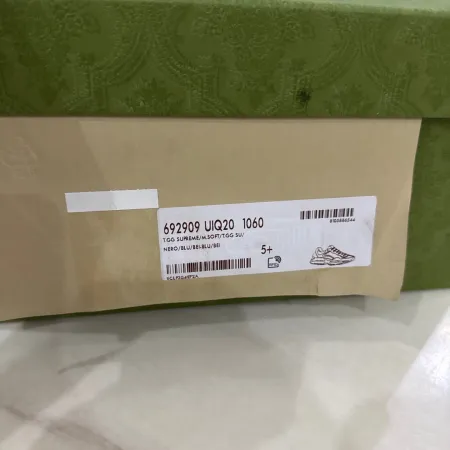 692909 UIQ20 1060
TGG SUPREME/M.SOFT/TGG SU/
NERO/BLU/BEI-BLU/BEI
5+